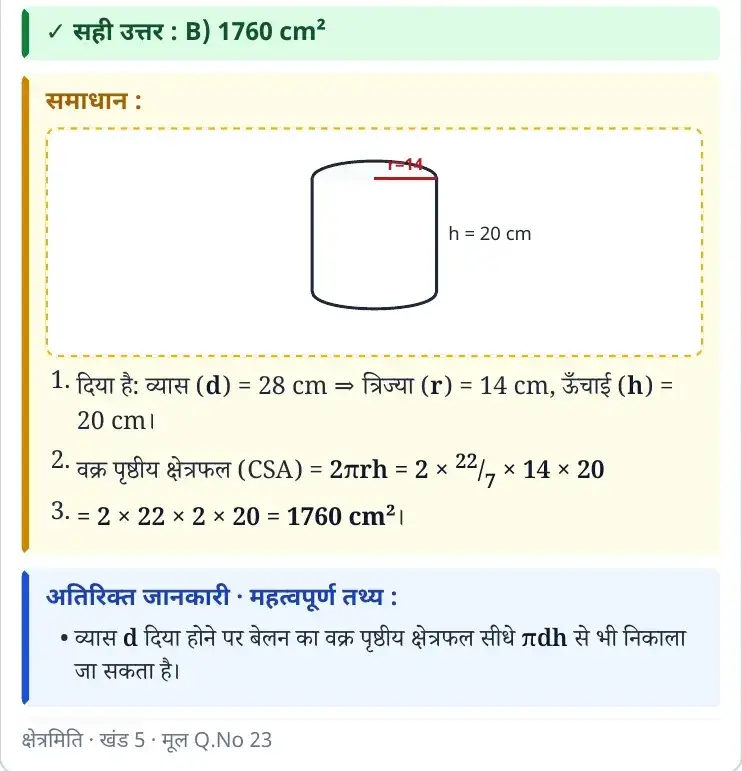 ✓ सही उत्तर : B) 1760 cm²
समाधान :
r=14
h = 20 cm
1. दिया है: व्यास (d) = 28 cm ⇒ त्रिज्या (r) = 14 cm, ऊँचाई (h) =
20 cm।
2. वक्र पृष्ठीय क्षेत्रफल (CSA) = 2πrh = 2 × ²²/₇ × 14 × 20
3. = 2 × 22 × 2 × 20 = 1760 cm²।
अतिरिक्त जानकारी · महत्वपूर्ण तथ्य :
• व्यास d दिया होने पर बेलन का वक्र पृष्ठीय क्षेत्रफल सीधे πdh से भी निकाला
जा सकता है।
क्षेत्रमिति · खंड 5 · मूल Q.No 23